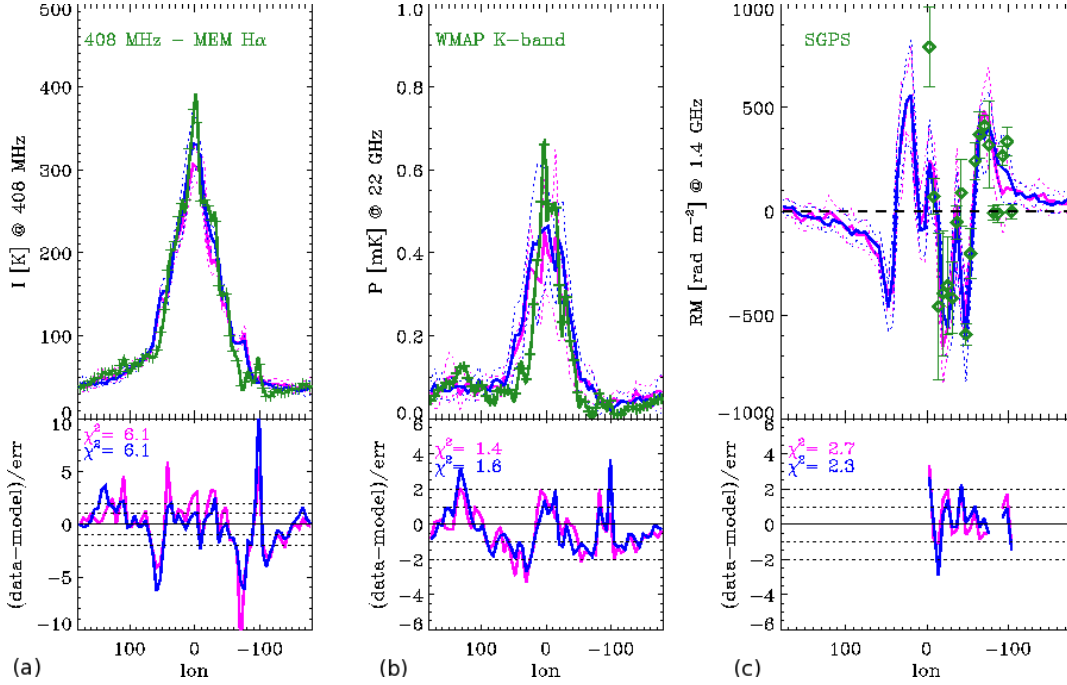 408 MHz − MEM Hα
I [K] @ 408 MHz
500
400
300
200
100
0
χ²= 6.1
χ²= 6.1
(data−model)/err
10
5
0
−5
−10
100 0 −100
lon
(a)
WMAP K−band
P [mK] @ 22 GHz
1.0
0.8
0.6
0.4
0.2
0.0
χ²= 1.4
χ²= 1.6
(data−model)/err
6
4
2
0
−2
−4
−6
100 0 −100
lon
(b)
SGPS
RM [rad m⁻²] @ 1.4 GHz
1000
500
0
−500
−1000
χ²= 2.7
χ²= 2.3
(data−model)/err
6
4
2
0
−2
−4
−6
100 0 −100
lon
(c)